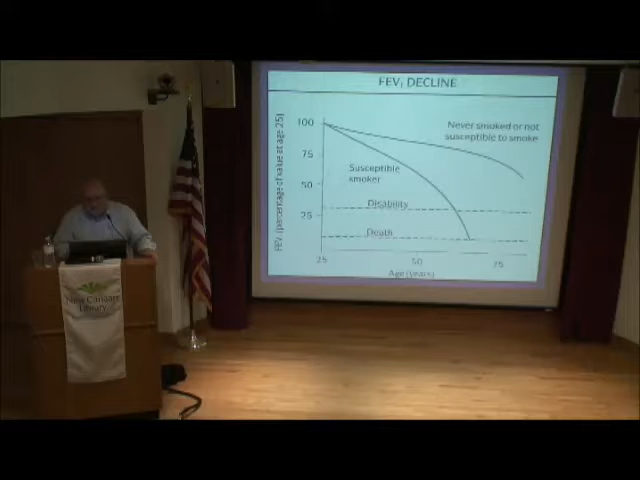 FEV₁ DECLINE
FEV₁ (percentage of value at age 25)
100
75
50
25
Never smoked or not
susceptible to smoke
Susceptible
smoker
Disability
Death
25
50
75
Age (years)
New Canaan
Library